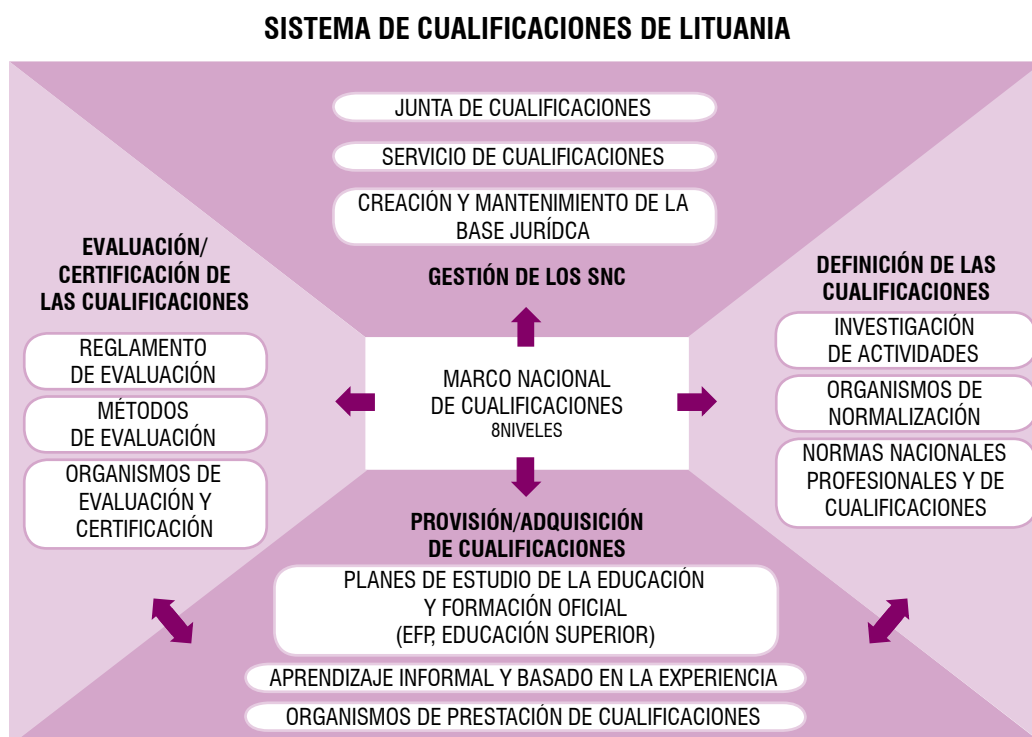 SISTEMA DE CUALIFICACIONES DE LITUANIA
JUNTA DE CUALIFICACIONES
SERVICIO DE CUALIFICACIONES
CREACIÓN Y MANTENIMIENTO DE LA
BASE JURÍDCA
GESTIÓN DE LOS SNC
EVALUACIÓN/
CERTIFICACIÓN DE
LAS CUALIFICACIONES
REGLAMENTO
DE EVALUACIÓN
MÉTODOS
DE EVALUACIÓN
ORGANISMOS DE
EVALUACIÓN Y
CERTIFICACIÓN
MARCO NACIONAL
DE CUALIFICACIONES
8NIVELES
DEFINICIÓN DE LAS
CUALIFICACIONES
INVESTIGACIÓN
DE ACTIVIDADES
ORGANISMOS DE
NORMALIZACIÓN
NORMAS NACIONALES
PROFESIONALES Y DE
CUALIFICACIONES
PROVISIÓN/ADQUISICIÓN
DE CUALIFICACIONES
PLANES DE ESTUDIO DE LA EDUCACIÓN
Y FORMACIÓN OFICIAL
(EFP, EDUCACIÓN SUPERIOR)
APRENDIZAJE INFORMAL Y BASADO EN LA EXPERIENCIA
ORGANISMOS DE PRESTACIÓN DE CUALIFICACIONES